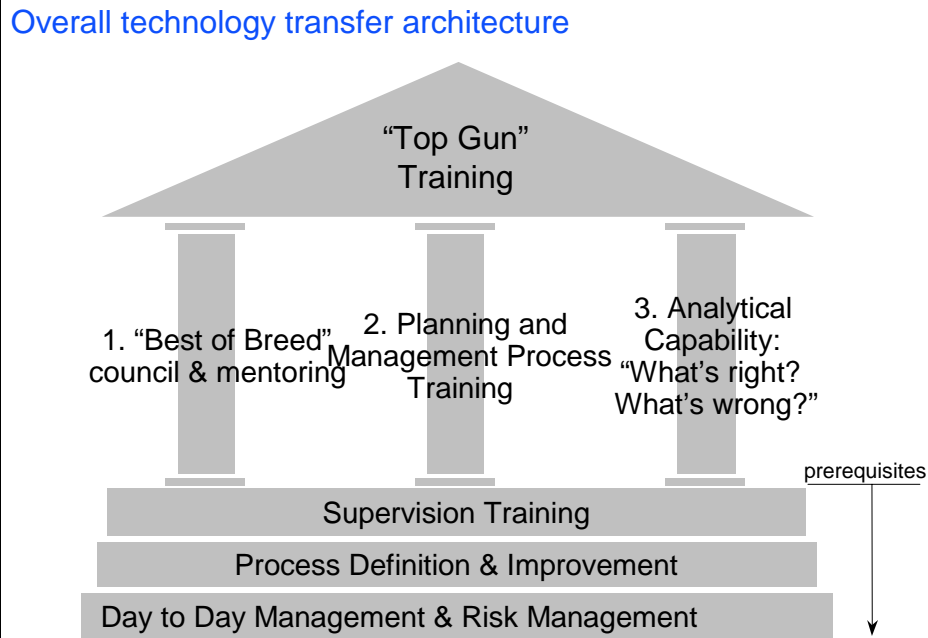 Overall technology transfer architecture
“Top Gun”
Training
1. “Best of Breed”
council & mentoring
2. Planning and
Management Process
Training
3. Analytical
Capability:
“What’s right?
What’s wrong?”
prerequisites
Supervision Training
Process Definition & Improvement
Day to Day Management & Risk Management